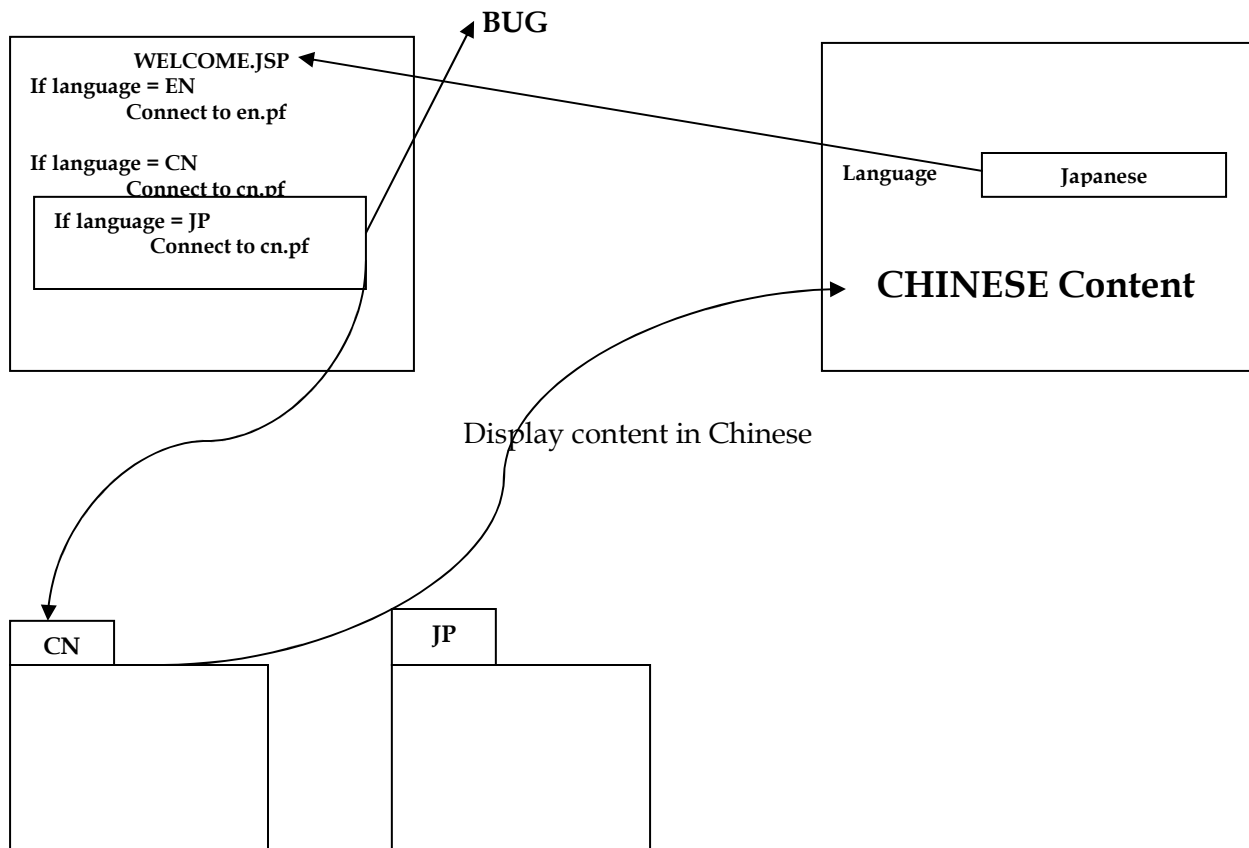 BUG
WELCOME.JSP
If language = EN
Connect to en.pf
If language = CN
Connect to cn.pf
If language = JP
Connect to cn.pf
Language
Japanese
CHINESE Content
Display content in Chinese
CN
JP